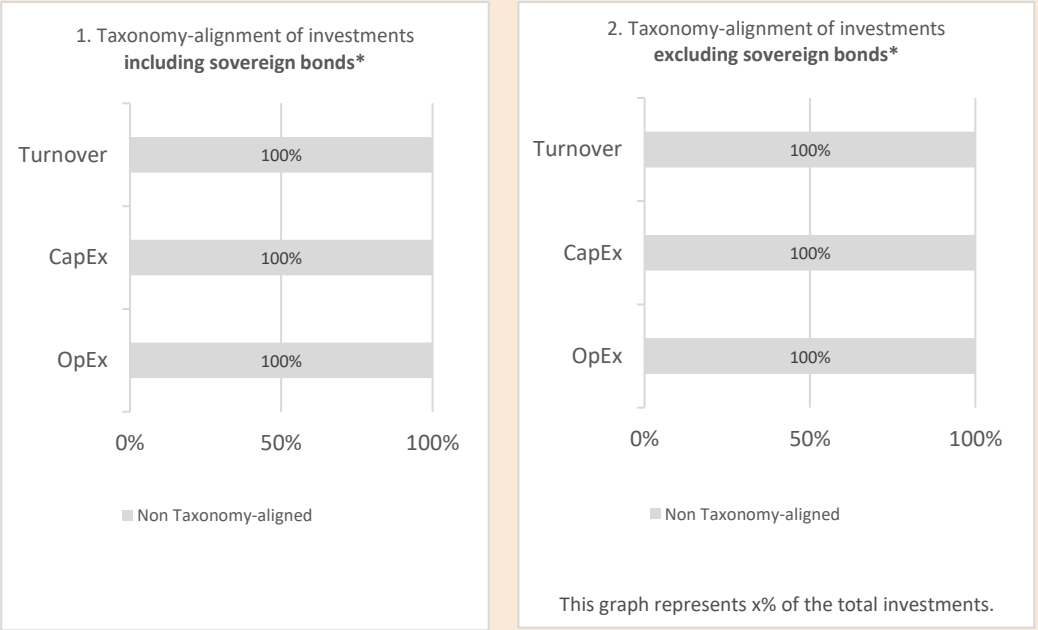 1. Taxonomy-alignment of investments
including sovereign bonds*
Turnover
100%
CapEx
100%
OpEx
100%
0%
50%
100%
Non Taxonomy-aligned
2. Taxonomy-alignment of investments
excluding sovereign bonds*
Turnover
100%
CapEx
100%
OpEx
100%
0%
50%
100%
Non Taxonomy-aligned
This graph represents x% of the total investments.